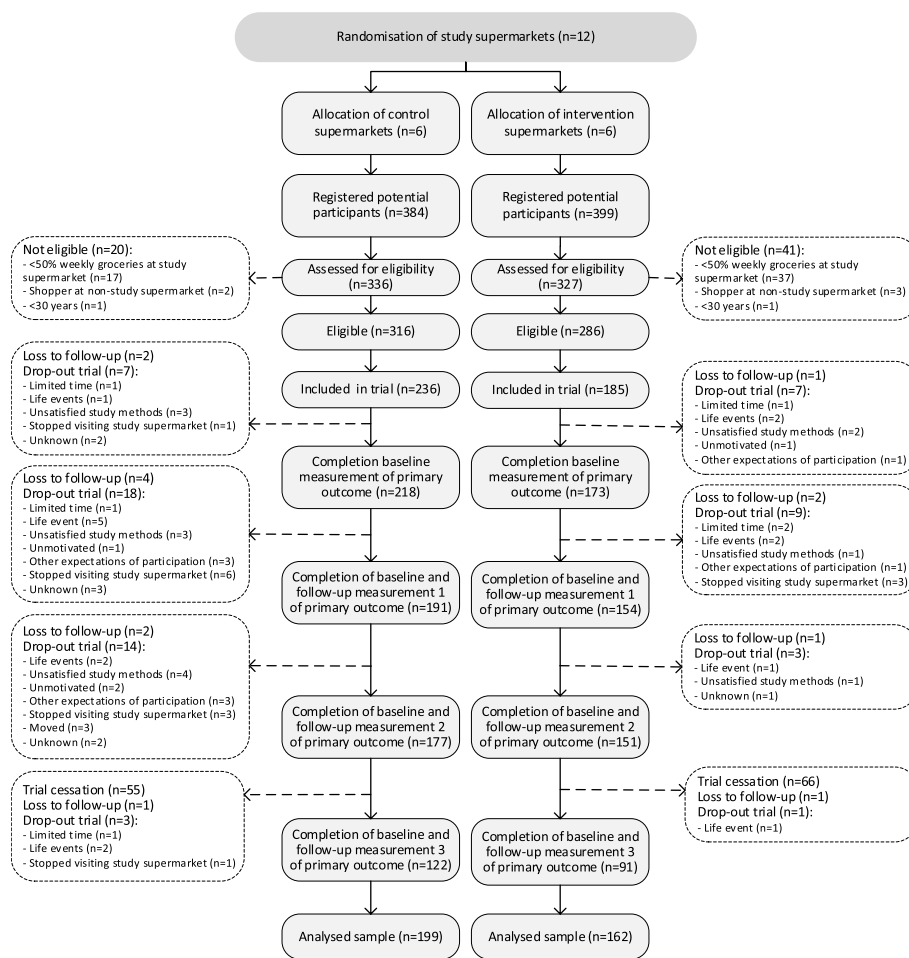 Randomisation of study supermarkets (n=12)
Allocation of control
supermarkets (n=6)
Allocation of intervention
supermarkets (n=6)
Registered potential
participants (n=384)
Registered potential
participants (n=399)
Not eligible (n=20):
- <50% weekly groceries at study
supermarket (n=17)
- Shopper at non-study supermarket (n=2)
- <30 years (n=1)
Assessed for eligibility
(n=336)
Assessed for eligibility
(n=327)
Not eligible (n=41):
- <50% weekly groceries at study
supermarket (n=37)
- Shopper at non-study supermarket (n=3)
- <30 years (n=1)
Eligible (n=316)
Eligible (n=286)
Included in trial (n=236)
Included in trial (n=185)
Loss to follow-up (n=2)
Drop-out trial (n=7):
- Limited time (n=1)
- Life events (n=1)
- Unsatisfied study methods (n=3)
- Stopped visiting study supermarket (n=1)
- Unknown (n=2)
Loss to follow-up (n=1)
Drop-out trial (n=7):
- Limited time (n=1)
- Life events (n=2)
- Unsatisfied study methods (n=2)
- Unmotivated (n=1)
- Other expectations of participation (n=1)
Completion baseline
measurement of primary
outcome (n=218)
Completion baseline
measurement of primary
outcome (n=173)
Loss to follow-up (n=4)
Drop-out trial (n=18):
- Limited time (n=1)
- Life event (n=5)
- Unsatisfied study methods (n=3)
- Unmotivated (n=1)
- Other expectations of participation (n=3)
- Stopped visiting study supermarket (n=6)
- Unknown (n=3)
Loss to follow-up (n=2)
Drop-out trial (n=9):
- Limited time (n=2)
- Life events (n=2)
- Unsatisfied study methods (n=1)
- Other expectations of participation (n=1)
- Stopped visiting study supermarket (n=3)
Completion of baseline and
follow-up measurement 1
of primary outcome
(n=191)
Completion of baseline and
follow-up measurement 1
of primary outcome (n=154)
Loss to follow-up (n=2)
Drop-out trial (n=14):
- Life events (n=2)
- Unsatisfied study methods (n=4)
- Unmotivated (n=2)
- Other expectations of participation (n=3)
- Stopped visiting study supermarket (n=3)
- Moved (n=3)
- Unknown (n=2)
Loss to follow-up (n=1)
Drop-out trial (n=3):
- Life event (n=1)
- Unsatisfied study methods (n=1)
- Unknown (n=1)
Completion of baseline and
follow-up measurement 2
of primary outcome (n=177)
Completion of baseline and
follow-up measurement 2
of primary outcome (n=151)
Trial cessation (n=55)
Loss to follow-up (n=1)
Drop-out trial (n=3):
- Limited time (n=1)
- Life events (n=2)
- Stopped visiting study supermarket (n=1)
Trial cessation (n=66)
Loss to follow-up (n=1)
Drop-out trial (n=1):
- Life event (n=1)
Completion of baseline and
follow-up measurement 3
of primary outcome (n=122)
Completion of baseline and
follow-up measurement 3
of primary outcome (n=91)
Analysed sample (n=199)
Analysed sample (n=162)